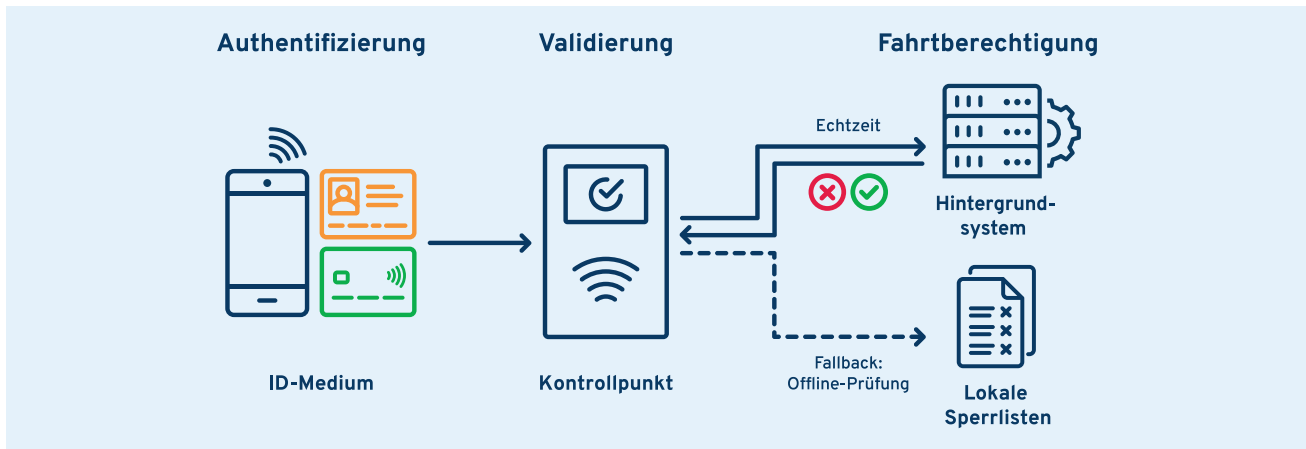 Authentifizierung
Validierung
Fahrtberechtigung
Echtzeit
Hintergrund-
system
Fallback:
Offline-Prüfung
ID-Medium
Kontrollpunkt
Lokale
Sperrlisten